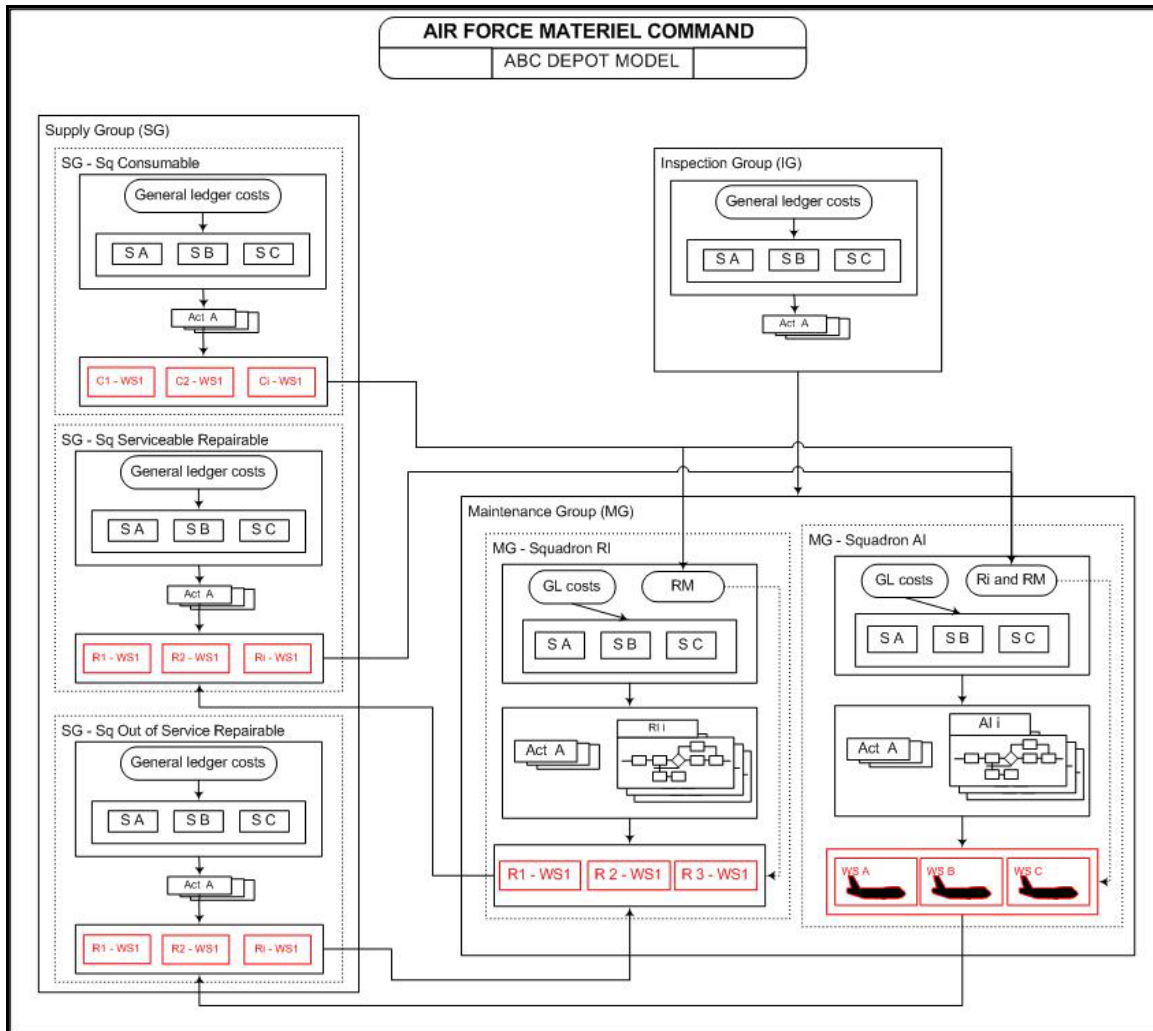 AIR FORCE MATERIEL COMMAND
ABC DEPOT MODEL
Supply Group (SG)
SG - Sq Consumable
General ledger costs
S A S B S C
Act A
C1 - WS1 C2 - WS1 Ci - WS1
SG - Sq Serviceable Repairable
General ledger costs
S A S B S C
Act A
R1 - WS1 R2 - WS1 Ri - WS1
SG - Sq Out of Service Repairable
General ledger costs
S A S B S C
Act A
R1 - WS1 R2 - WS1 Ri - WS1
Inspection Group (IG)
General ledger costs
S A S B S C
Act A
Maintenance Group (MG)
MG - Squadron RI
GL costs RM
S A S B S C
Act A RI i
R1 - WS1 R 2 - WS1 R 3 - WS1
MG - Squadron AI
GL costs Ri and RM
S A S B S C
Act A AI i
WS A WS B WS C